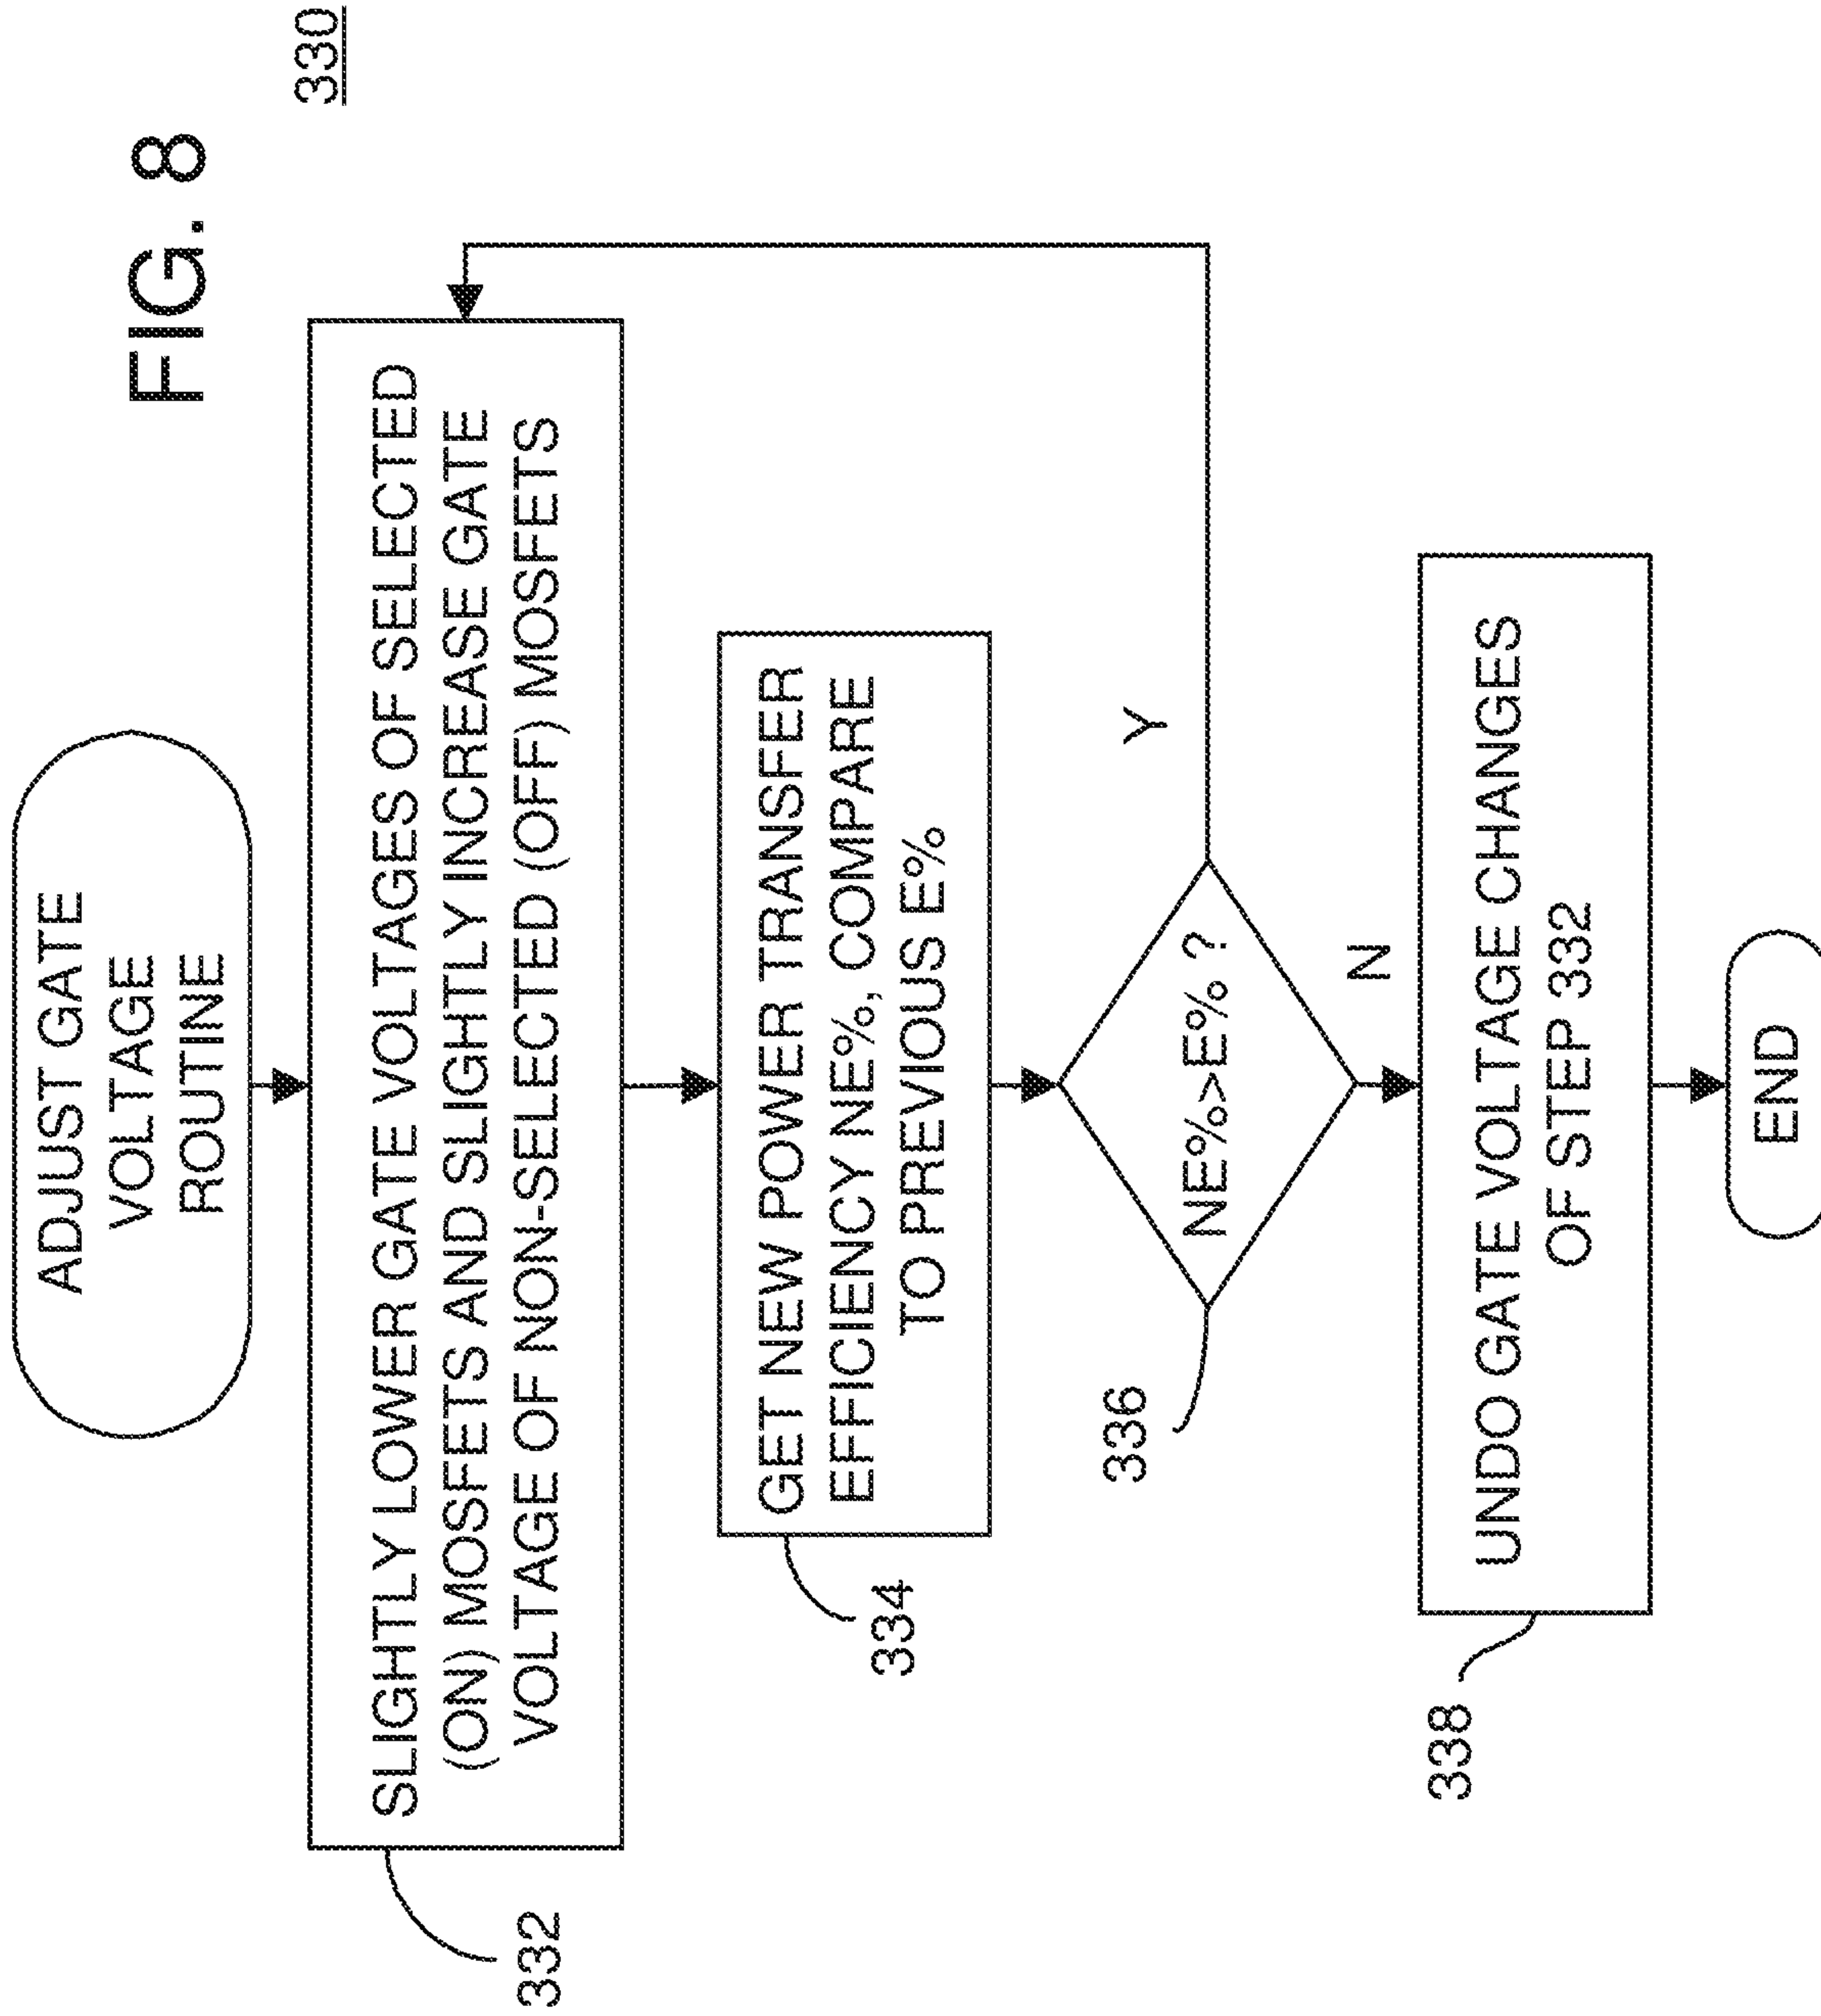 FIG. 8
330
ADJUST GATE
VOLTAGE
ROUTINE
SLIGHTLY LOWER GATE VOLTAGES OF SELECTED
(ON) MOSFETS AND SLIGHTLY INCREASE GATE
VOLTAGE OF NON-SELECTED (OFF) MOSFETS
332
GET NEW POWER TRANSFER
EFFICIENCY NE%, COMPARE
TO PREVIOUS E%
334
NE%>E% ?
336
Y
N
UNDO GATE VOLTAGE CHANGES
OF STEP 332
338
END